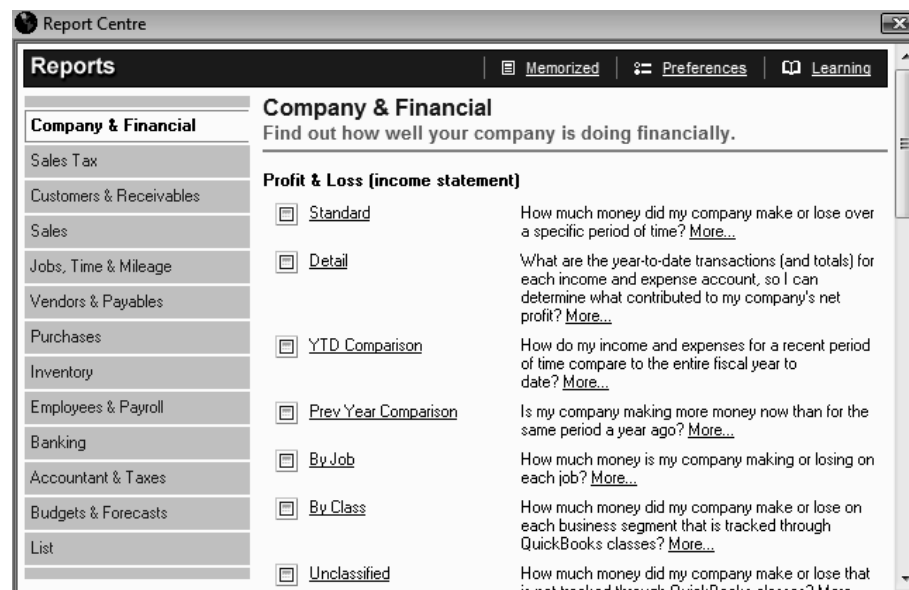 Report Centre
Reports
Memorized
Preferences
Learning
Company & Financial
Sales Tax
Customers & Receivables
Sales
Jobs, Time & Mileage
Vendors & Payables
Purchases
Inventory
Employees & Payroll
Banking
Accountant & Taxes
Budgets & Forecasts
List
Company & Financial
Find out how well your company is doing financially.
Profit & Loss (income statement)
Standard
How much money did my company make or lose over
a specific period of time? More...
Detail
What are the year-to-date transactions (and totals) for
each income and expense account, so I can
determine what contributed to my company's net
profit? More...
YTD Comparison
How do my income and expenses for a recent period
of time compare to the entire fiscal year to
date? More...
Prev Year Comparison
Is my company making more money now than for the
same period a year ago? More...
By Job
How much money is my company making or losing on
each job? More...
By Class
How much money did my company make or lose on
each business segment that is tracked through
QuickBooks classes? More...
Unclassified
How much money did my company make or lose that
is not tracked through QuickBooks classes? More